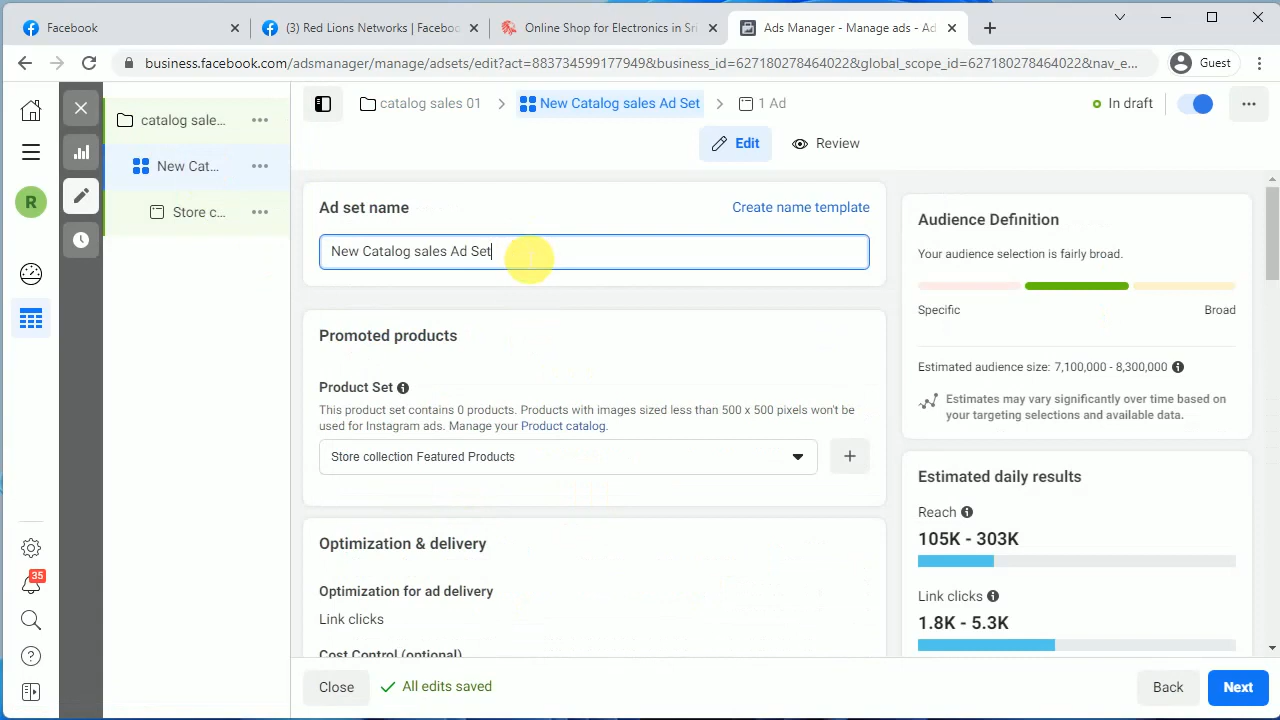 Facebook
(3) Red Lions Networks | Faceboo
Online Shop for Electronics in Sri
Ads Manager - Manage ads - Ad
business.facebook.com/adsmanager/manage/adsets/edit?act=883734599177949&business_id=627180278464022&global_scope_id=627180278464022&nav_e...
Guest
catalog sale...
New Cat...
Store c...
R
35
catalog sales 01
New Catalog sales Ad Set
1 Ad
In draft
Edit
Review
Ad set name
Create name template
New Catalog sales Ad Set
Promoted products
Product Set
This product set contains 0 products. Products with images sized less than 500 x 500 pixels won't be
used for Instagram ads. Manage your Product catalog.
Store collection Featured Products
Optimization & delivery
Optimization for ad delivery
Link clicks
Cost Control (optional)
Audience Definition
Your audience selection is fairly broad.
Specific
Broad
Estimated audience size: 7,100,000 - 8,300,000
Estimates may vary significantly over time based on
your targeting selections and available data.
Estimated daily results
Reach
105K - 303K
Link clicks
1.8K - 5.3K
Close
All edits saved
Back
Next